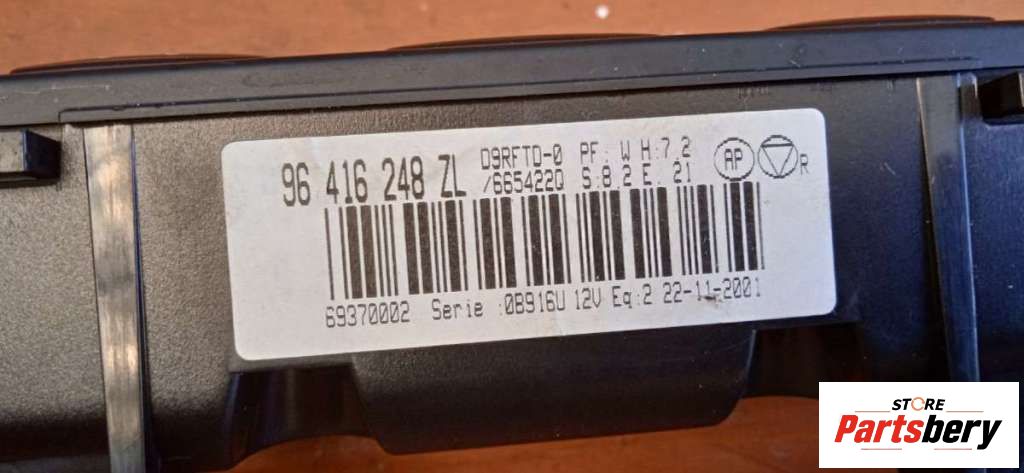 96 416 248 ZL D9RFTD-0 PF: W H:7.2 AP R
/665422Q S:8.2 E: 21
69370002 Serie :0B916U 12V Eq:2 22-11-2001
STORE
Partsbery